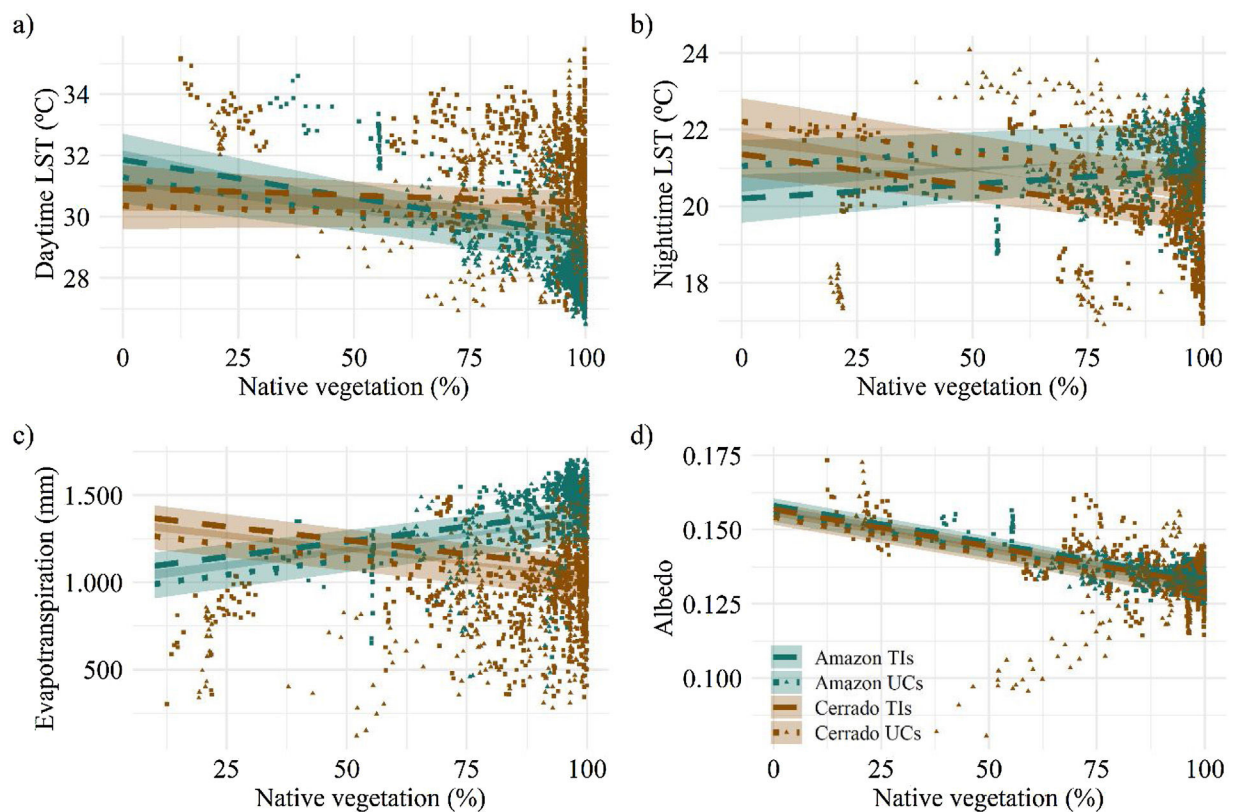 a)
Daytime LST (ºC)
34
32
30
28
0 25 50 75 100
Native vegetation (%)
b)
Nighttime LST (ºC)
24
22
20
18
0 25 50 75 100
Native vegetation (%)
c)
Evapotranspiration (mm)
1.500
1.000
500
25 50 75 100
Native vegetation (%)
d)
Albedo
0.175
0.150
0.125
0.100
Amazon TIs
Amazon UCs
Cerrado TIs
Cerrado UCs
0 25 50 75 100
Native vegetation (%)